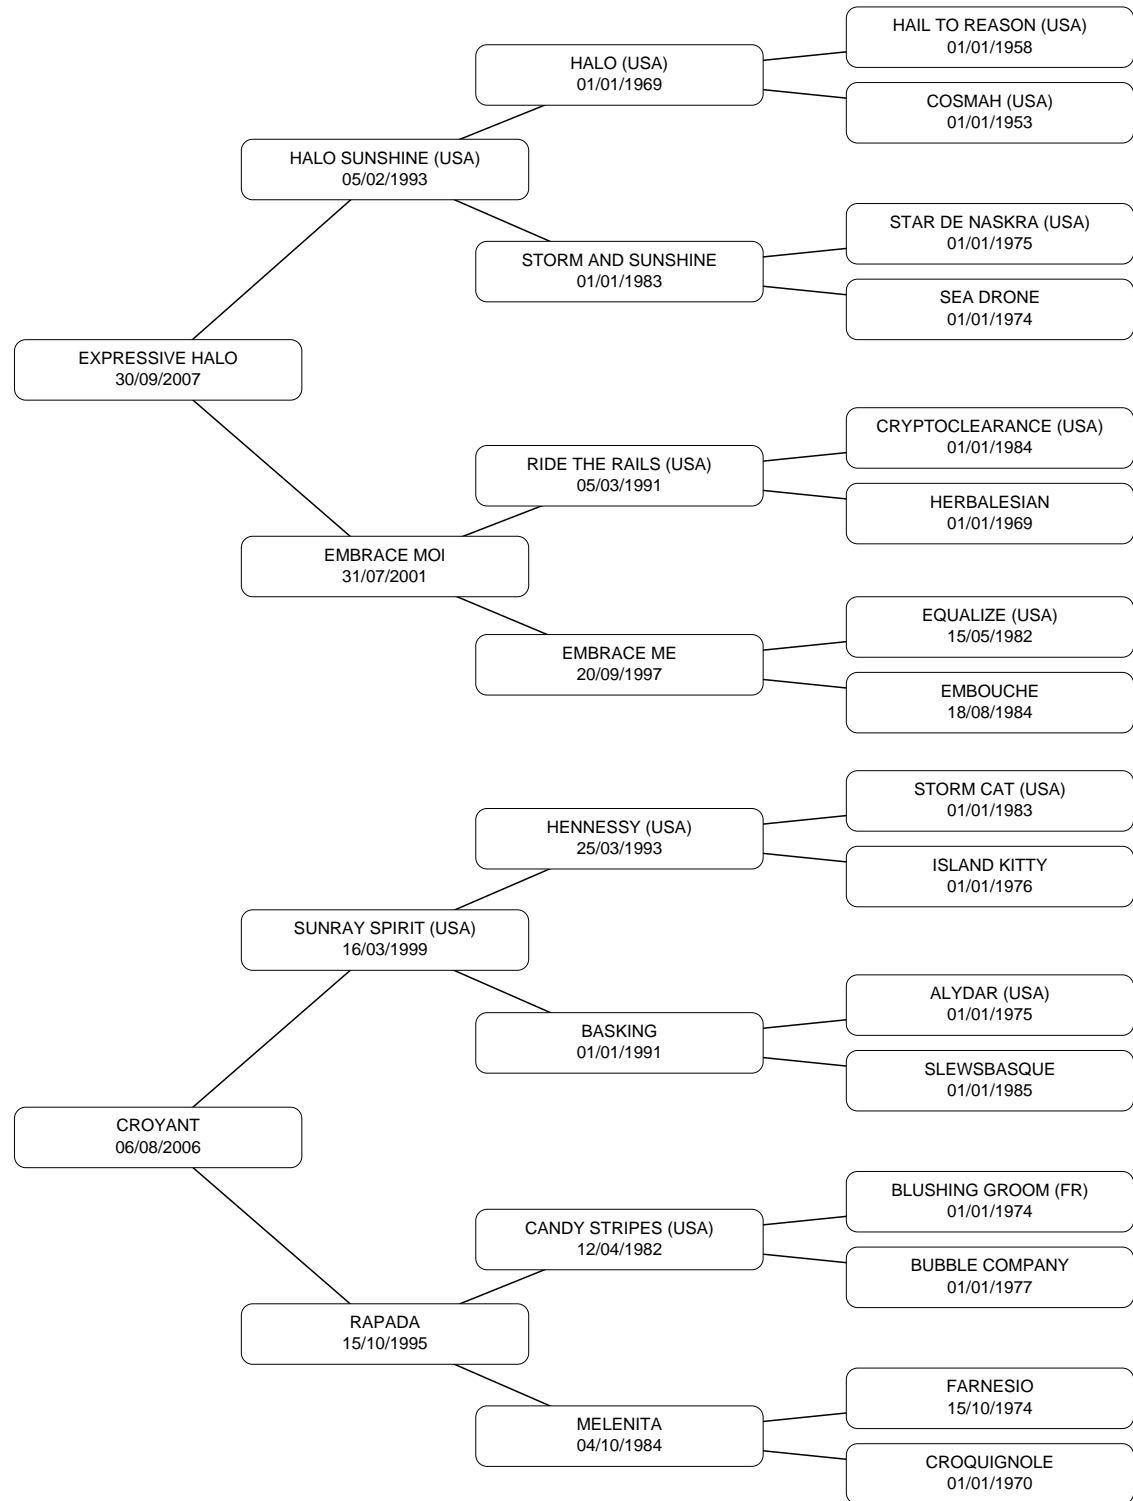 HAIL TO REASON (USA)
01/01/1958
HALO (USA)
01/01/1969
COSMAH (USA)
01/01/1953
HALO SUNSHINE (USA)
05/02/1993
STAR DE NASKRA (USA)
01/01/1975
STORM AND SUNSHINE
01/01/1983
SEA DRONE
01/01/1974
EXPRESSIVE HALO
30/09/2007
CRYPTOCLEARANCE (USA)
01/01/1984
RIDE THE RAILS (USA)
05/03/1991
HERBALESIAN
01/01/1969
EMBRACE MOI
31/07/2001
EQUALIZE (USA)
15/05/1982
EMBRACE ME
20/09/1997
EMBOUCHE
18/08/1984
STORM CAT (USA)
01/01/1983
HENNESSY (USA)
25/03/1993
ISLAND KITTY
01/01/1976
SUNRAY SPIRIT (USA)
16/03/1999
ALYDAR (USA)
01/01/1975
BASKING
01/01/1991
SLEWSBASQUE
01/01/1985
CROYANT
06/08/2006
BLUSHING GROOM (FR)
01/01/1974
CANDY STRIPES (USA)
12/04/1982
BUBBLE COMPANY
01/01/1977
RAPADA
15/10/1995
FARNESIO
15/10/1974
MELENITA
04/10/1984
CROQUIGNOLE
01/01/1970